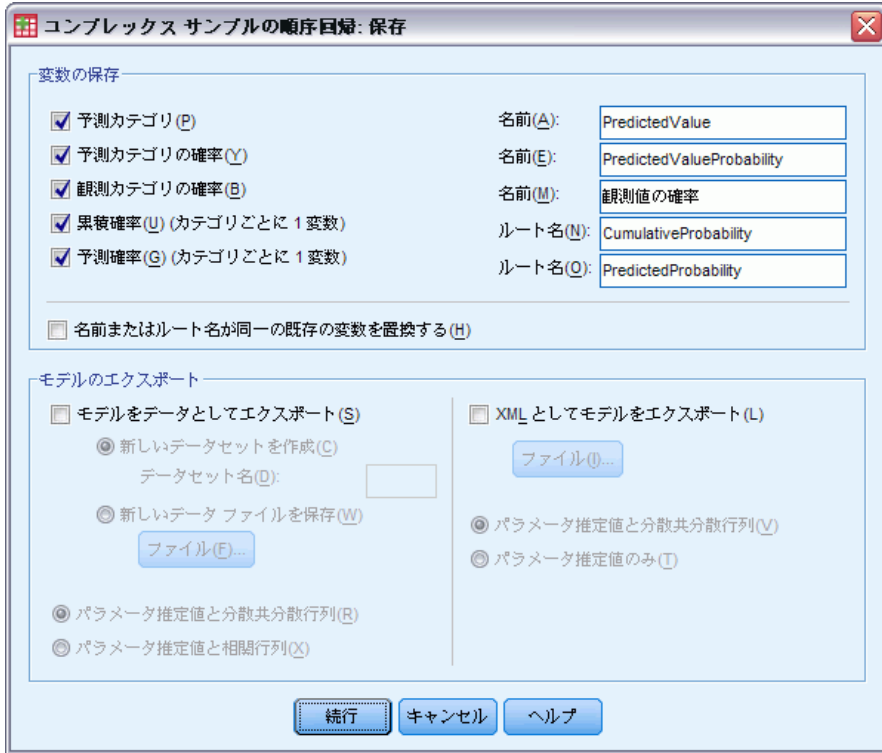 コンプレックス サンプルの順序回帰: 保存
変数の保存
予測カテゴリ(P) 名前(A): PredictedValue
予測カテゴリの確率(Y) 名前(E): PredictedValueProbability
観測カテゴリの確率(B) 名前(M): 観測値の確率
累積確率(U) (カテゴリごとに 1 変数) ルート名(N): CumulativeProbability
予測確率(G) (カテゴリごとに 1 変数) ルート名(O): PredictedProbability
名前またはルート名が同一の既存の変数を置換する(H)
モデルのエクスポート
モデルをデータとしてエクスポート(S)
新しいデータセットを作成(C)
データセット名(D):
新しいデータ ファイルを保存(W)
ファイル(F)...
パラメータ推定値と分散共分散行列(R)
パラメータ推定値と相関行列(X)
XML としてモデルをエクスポート(L)
ファイル(I)...
パラメータ推定値と分散共分散行列(V)
パラメータ推定値のみ(T)
続行 キャンセル ヘルプ